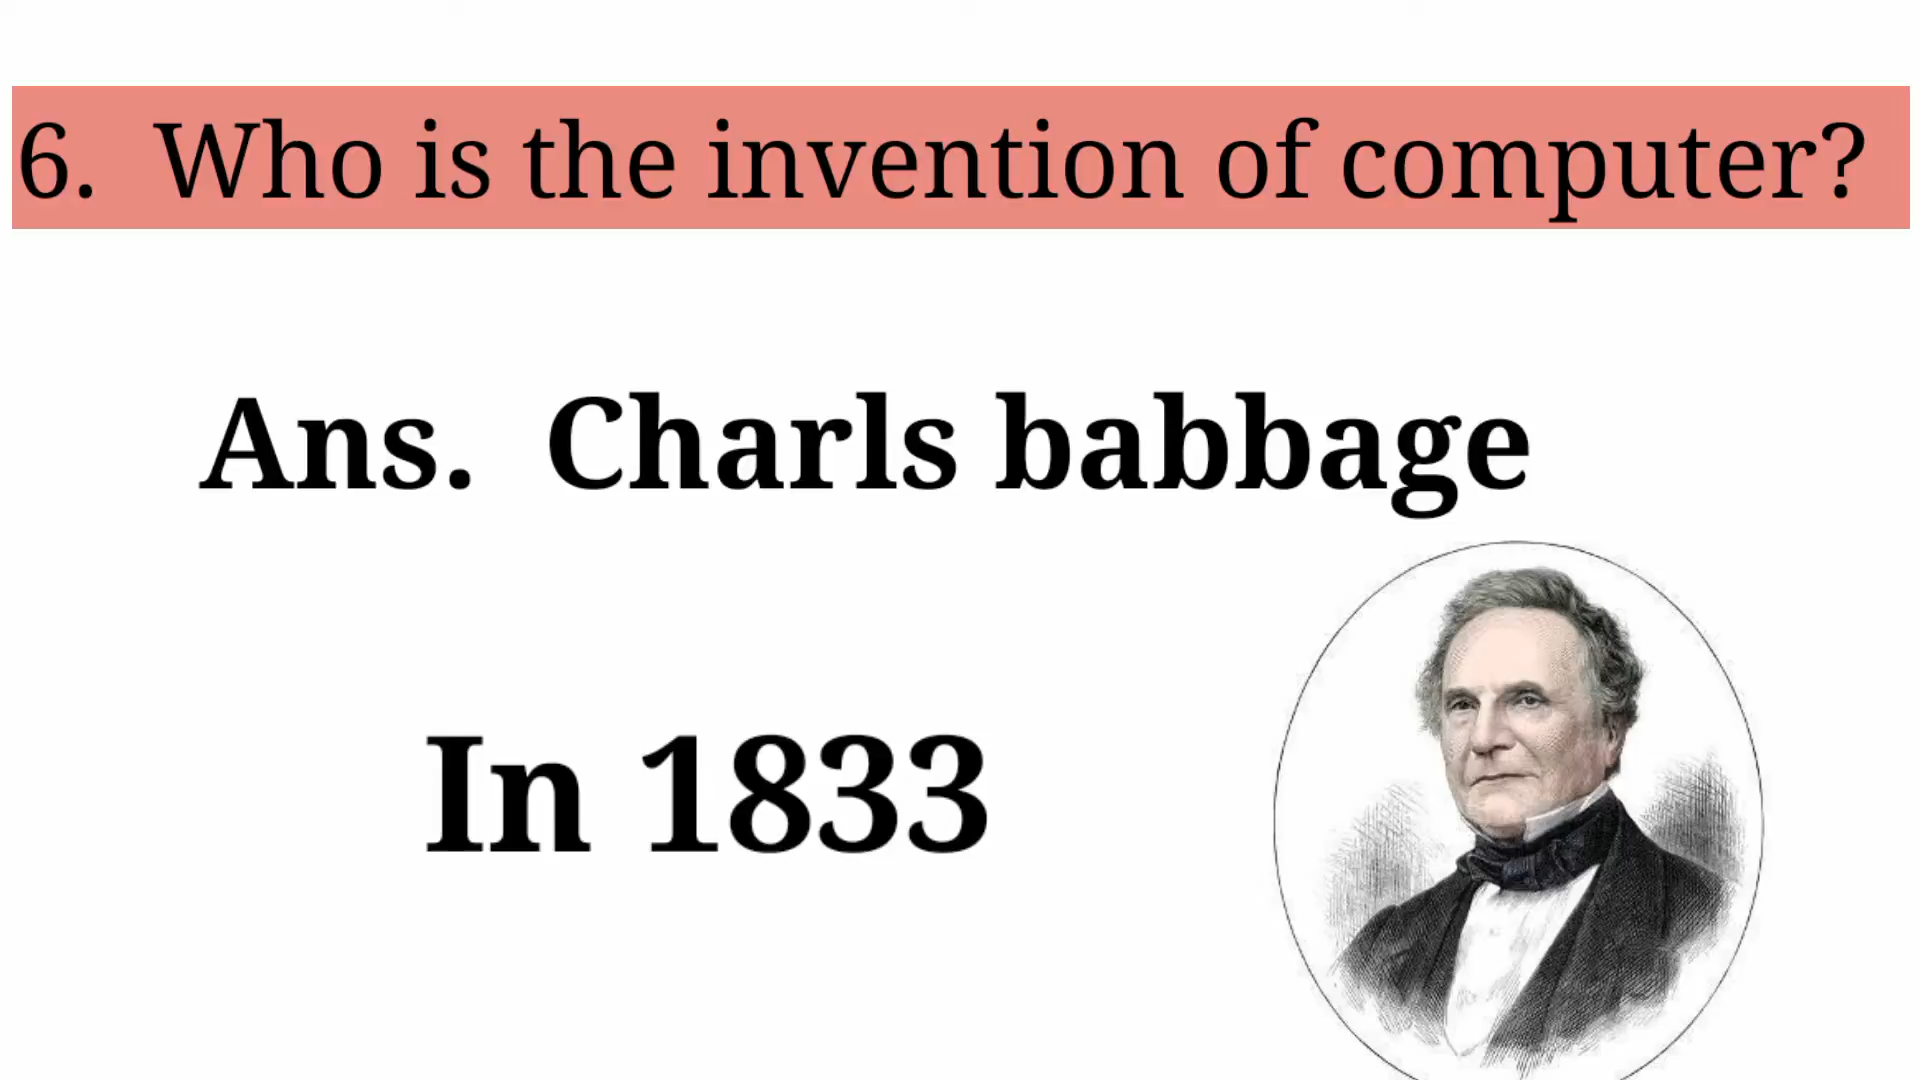 6. Who is the invention of computer?
Ans. Charls babbage
In 1833